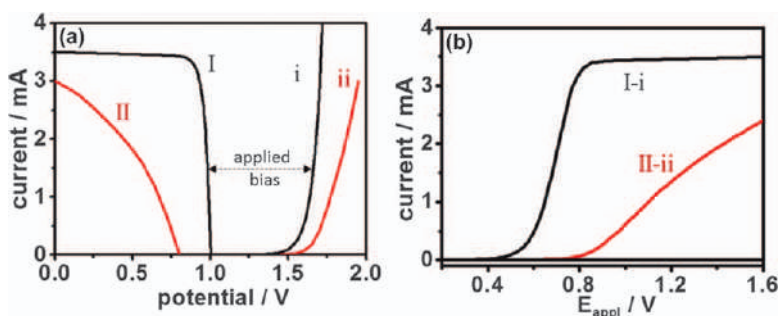 (a)
current / mA
4
3
2
1
0
I
i
ii
II
applied
bias
0.0 0.5 1.0 1.5 2.0
potential / V
(b)
current / mA
4
3
2
1
0
I-i
II-ii
0.4 0.8 1.2 1.6
E_appl / V